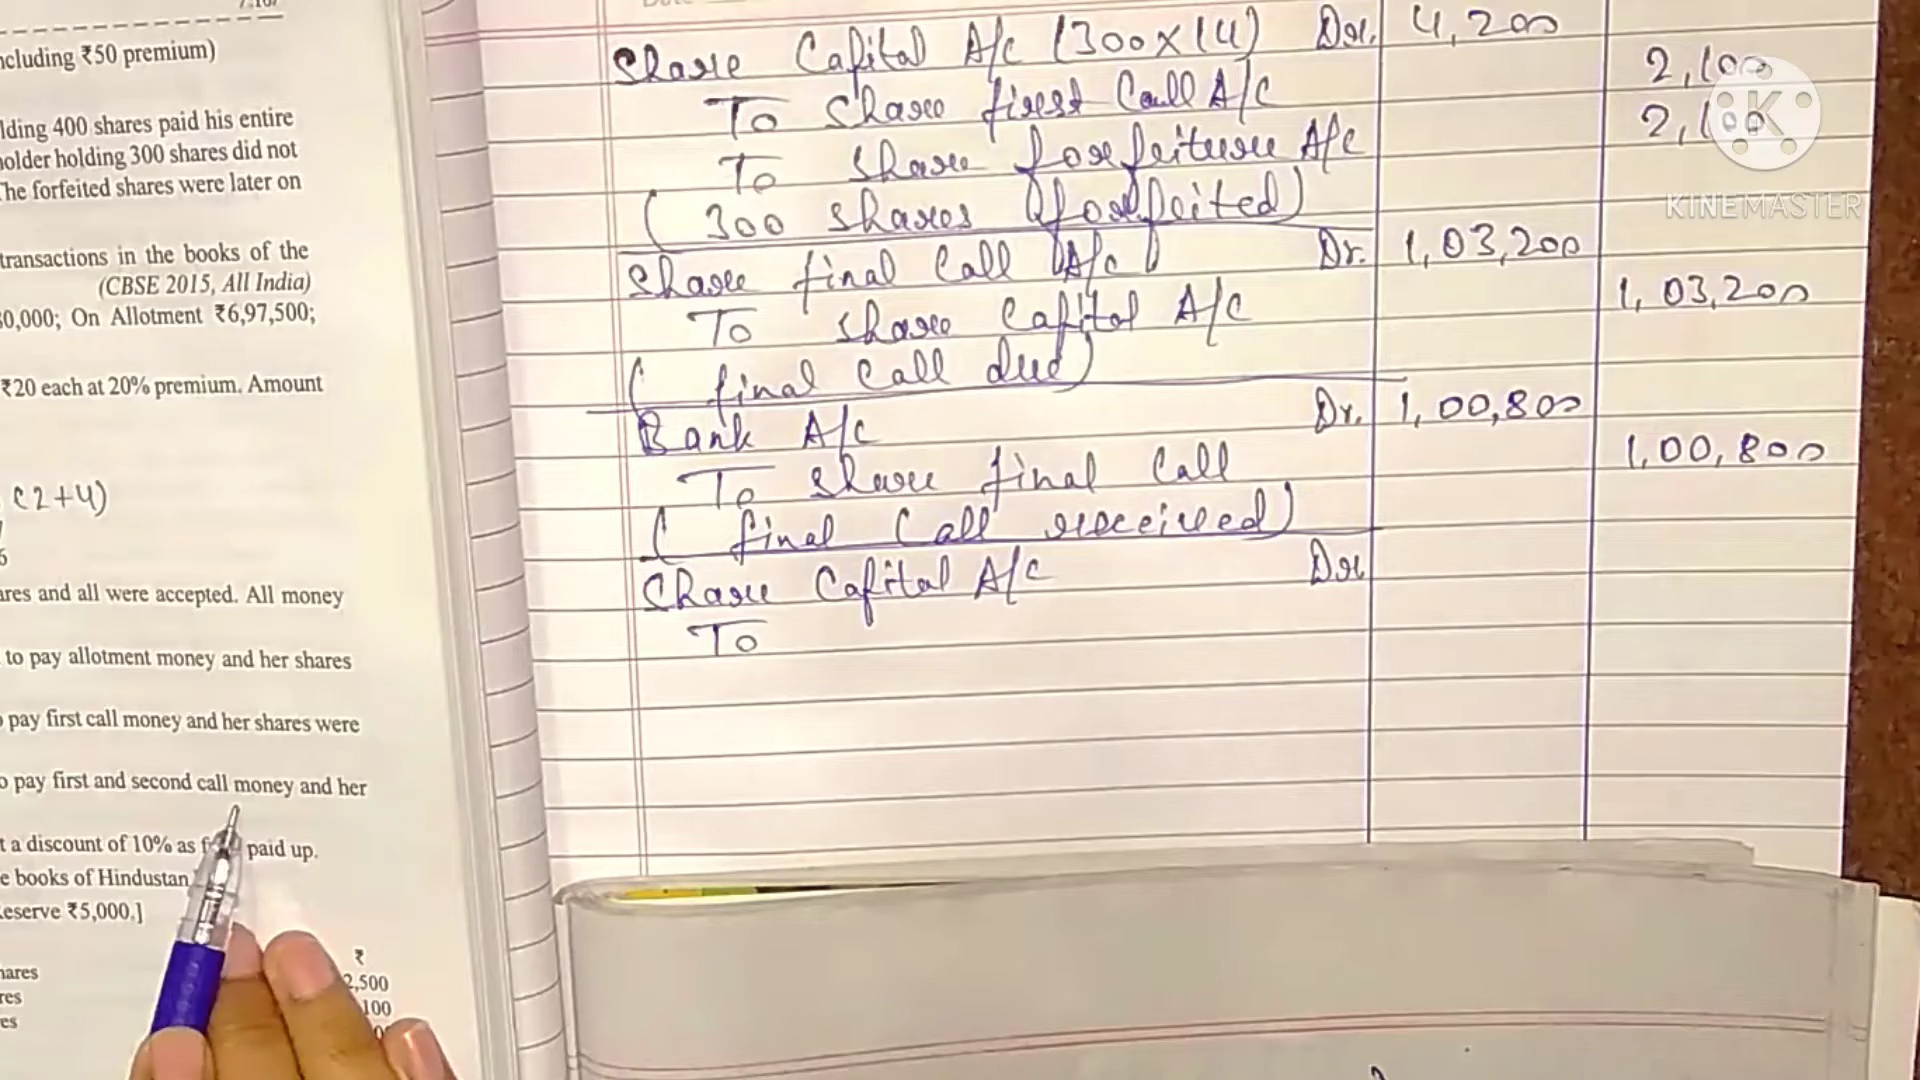 ncluding ₹50 premium)
lding 400 shares paid his entire
holder holding 300 shares did not
The forfeited shares were later on
transactions in the books of the
(CBSE 2015, All India)
0,000; On Allotment ₹6,97,500;
₹20 each at 20% premium. Amount
(2+4)
ares and all were accepted. All money
to pay allotment money and her shares
o pay first call money and her shares were
o pay first and second call money and her
t a discount of 10% as paid up.
e books of Hindustan
Reserve ₹5,000.]
₹
hares 2,500
res 100
es
Share Capital A/c (300×14) Dr. 4,200
To Share first Call A/c 2,100
To Share forfeiture A/c 2,100
( 300 shares forfeited)
Share final Call A/c Dr. 1,03,200
To Share Capital A/c 1,03,200
( final Call due)
Bank A/c Dr. 1,00,800
To Share final Call 1,00,800
( final Call received)
Share Capital A/c Dr
To
K
KINEMASTER